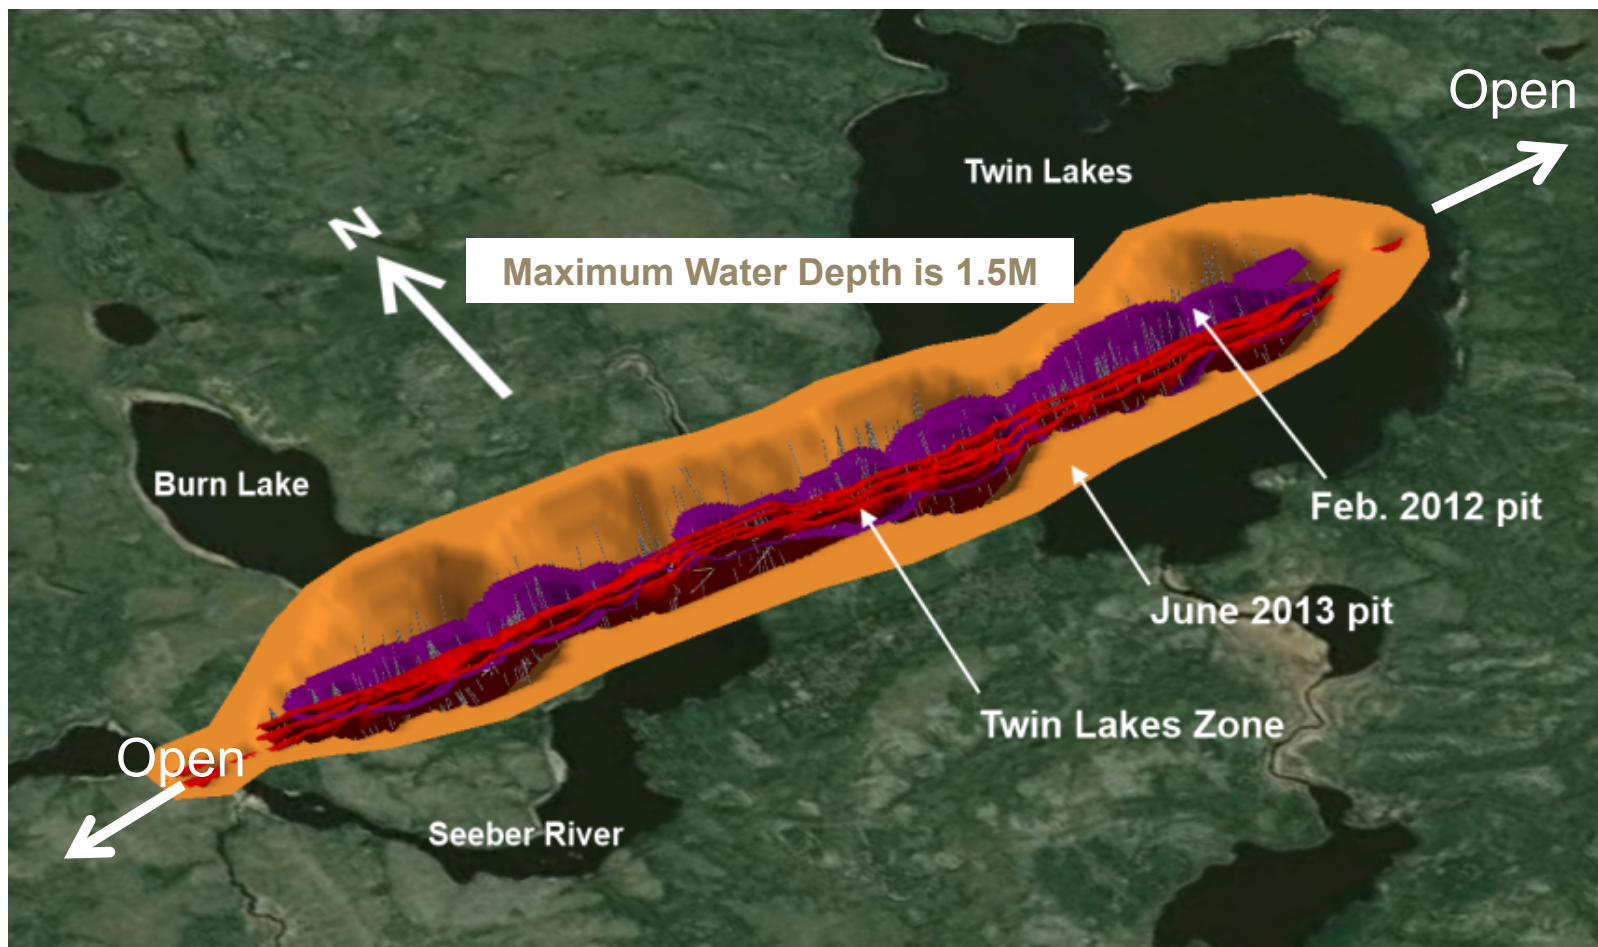 Open
Twin Lakes
N
Maximum Water Depth is 1.5M
Burn Lake
Feb. 2012 pit
June 2013 pit
Twin Lakes Zone
Open
Seeber River